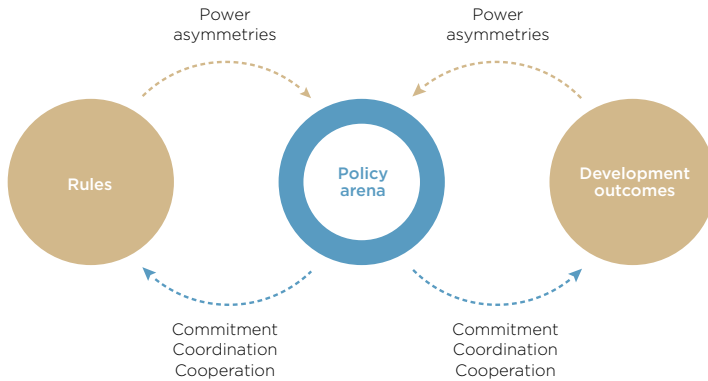 Power
asymmetries
Power
asymmetries
Rules
Policy
arena
Development
outcomes
Commitment
Coordination
Cooperation
Commitment
Coordination
Cooperation